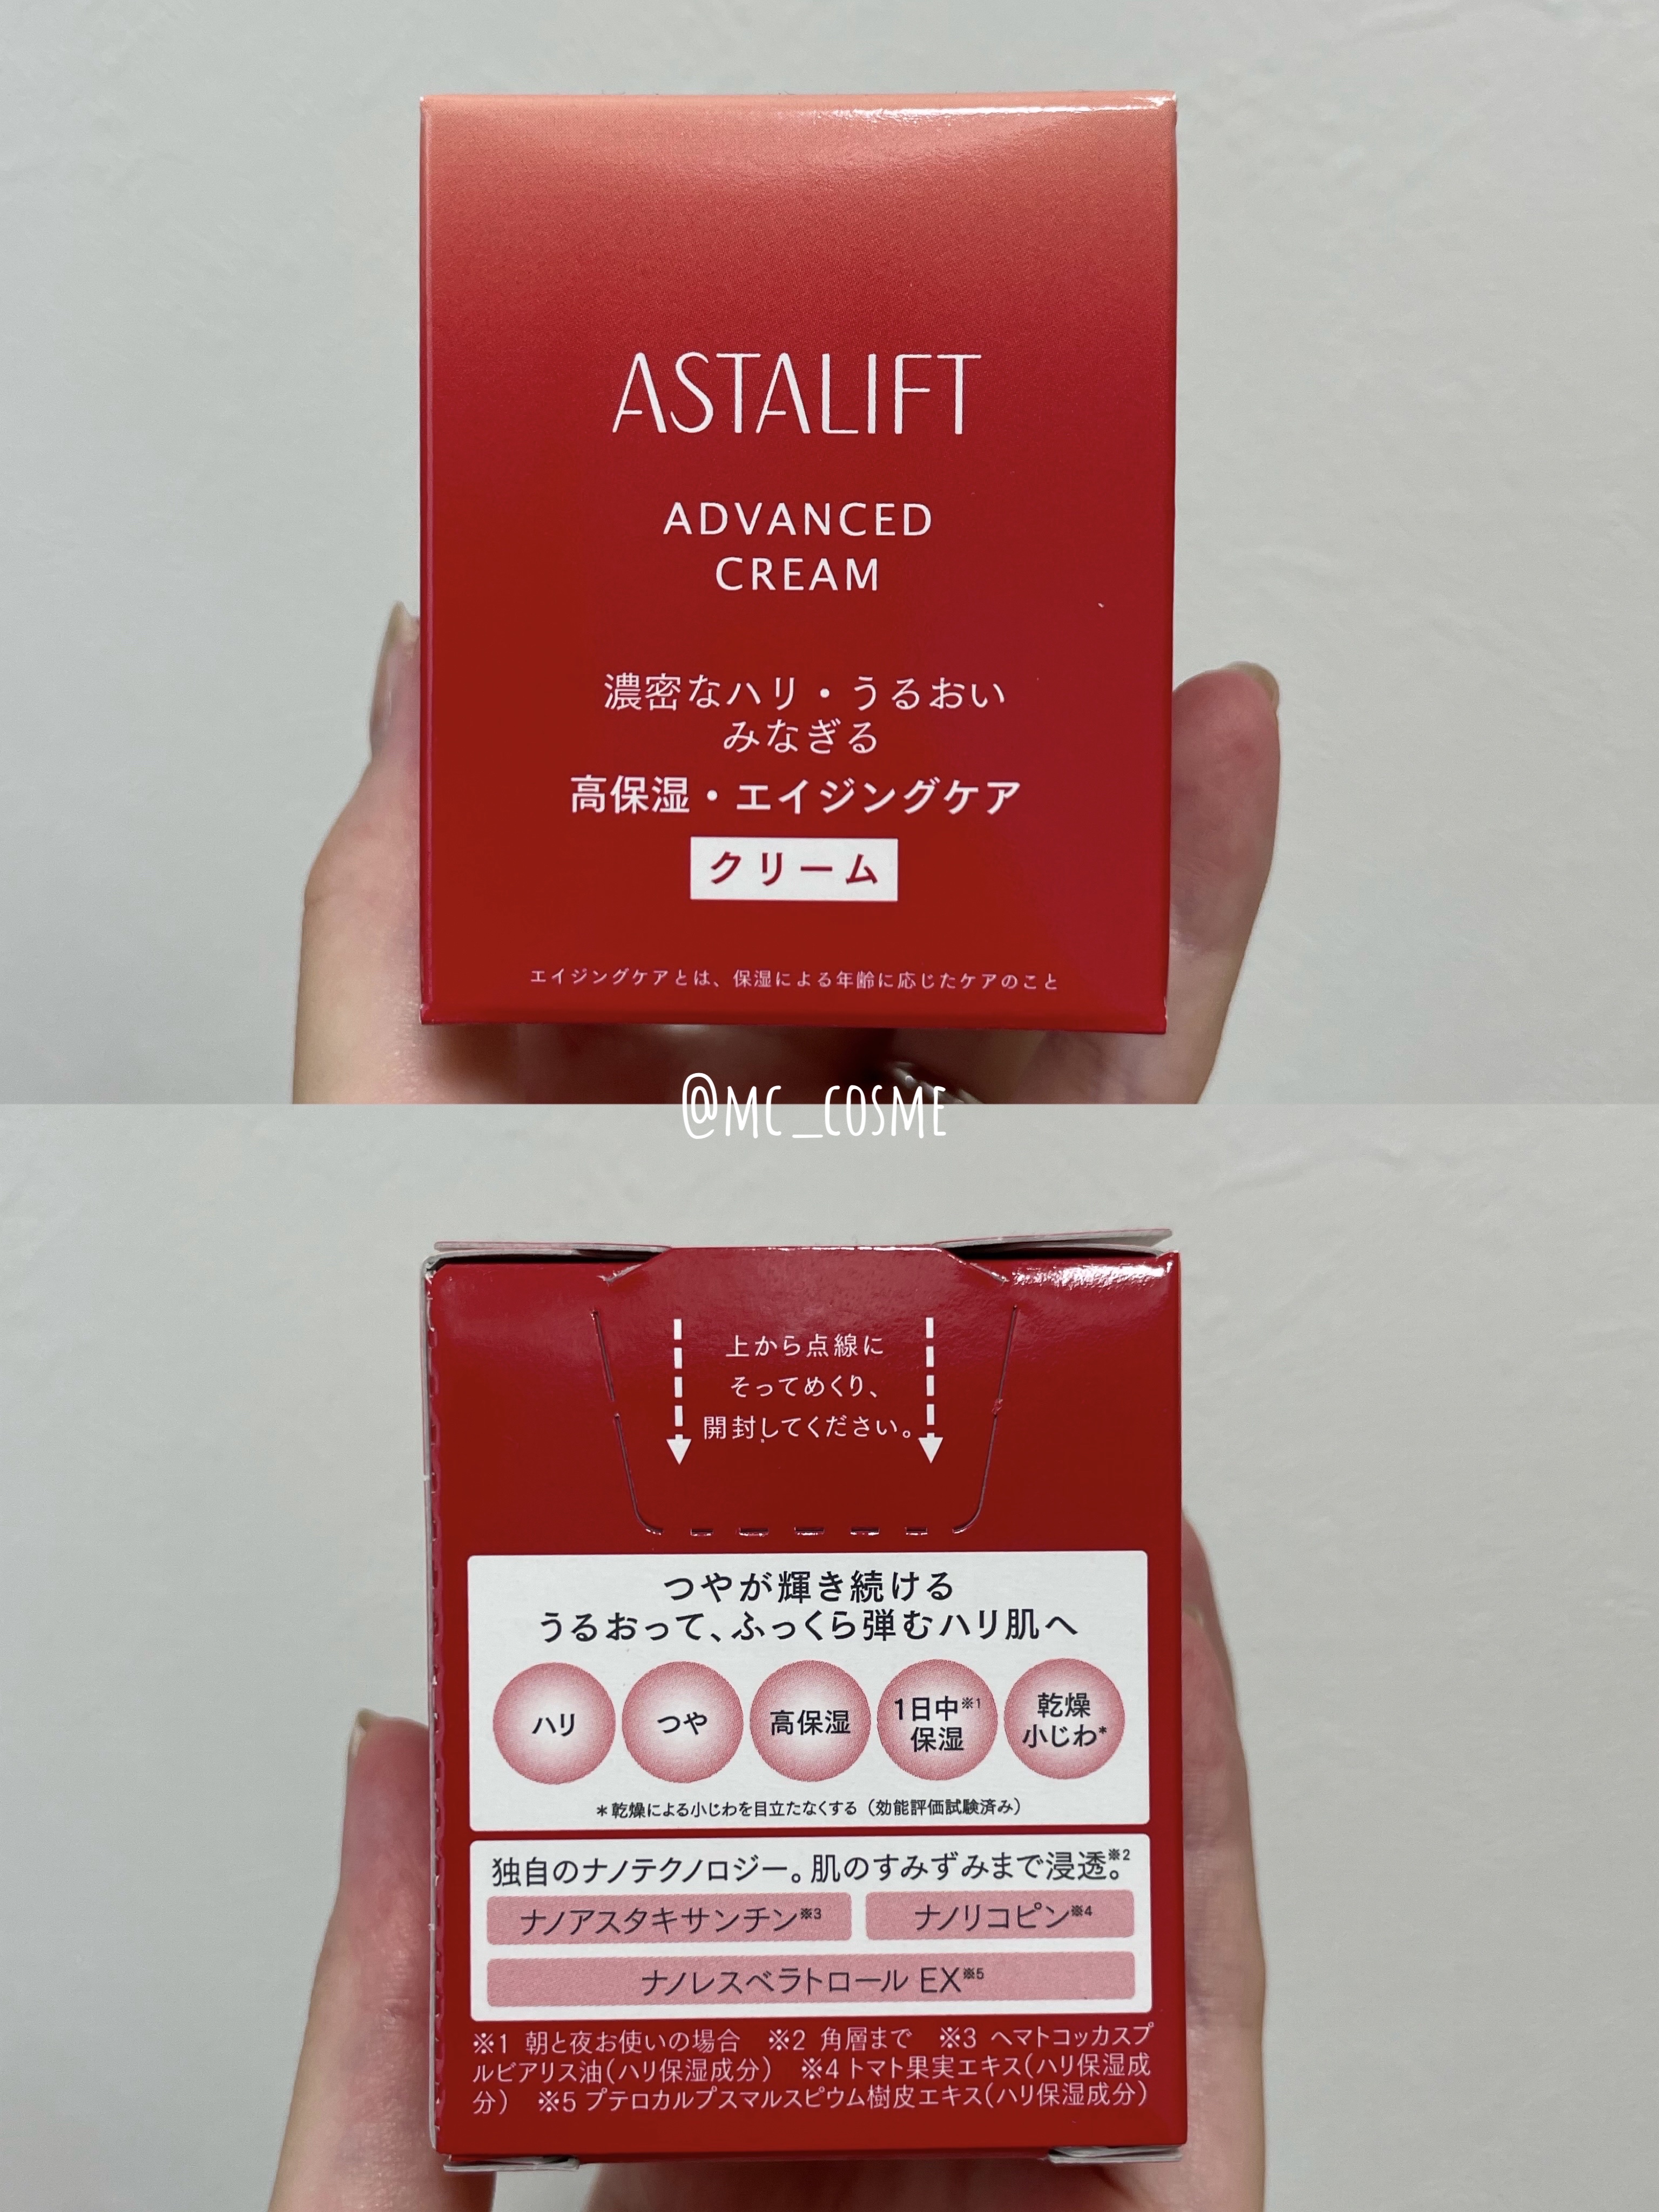 ASTALIFT
ADVANCED
CREAM
濃密なハリ・うるおい
みなぎる
高保湿・エイジングケア
クリーム
エイジングケアとは、保湿による年齢に応じたケアのこと
@MC_COSME
上から点線に
そってめくり、
開封してください。
つやが輝き続ける
うるおって、ふっくら弾むハリ肌へ
ハリ
つや
高保湿
1日中※1
保湿
乾燥
小じわ*
*乾燥による小じわを目立たなくする（効能評価試験済み）
独自のナノテクノロジー。肌のすみずみまで浸透。※2
ナノアスタキサンチン※3
ナノリコピン※4
ナノレスベラトロール EX※5
※1 朝と夜お使いの場合 ※2 角層まで ※3 ヘマトコッカスプ
ルビアリス油(ハリ保湿成分) ※4 トマト果実エキス(ハリ保湿成
分) ※5 プテロカルプスマルスピウム樹皮エキス(ハリ保湿成分)